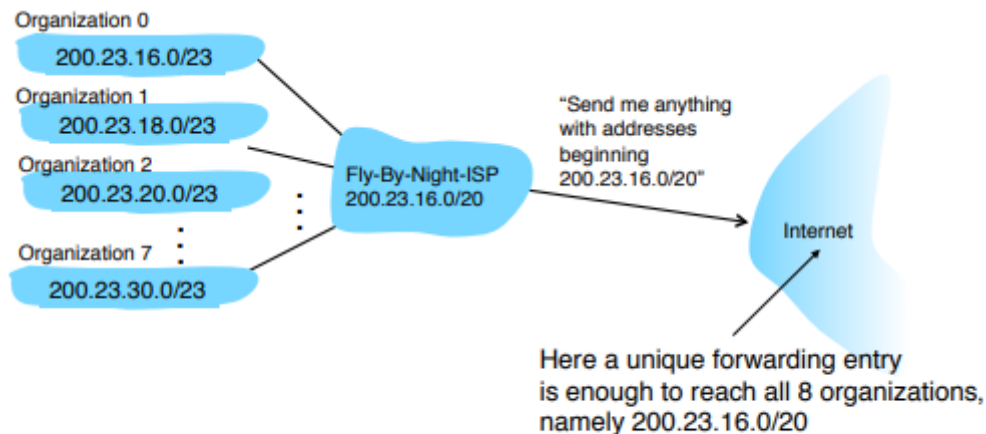 Organization 0
200.23.16.0/23
Organization 1
200.23.18.0/23
Organization 2
200.23.20.0/23
Organization 7
200.23.30.0/23
Fly-By-Night-ISP
200.23.16.0/20
“Send me anything
with addresses
beginning
200.23.16.0/20”
Internet
Here a unique forwarding entry
is enough to reach all 8 organizations,
namely 200.23.16.0/20